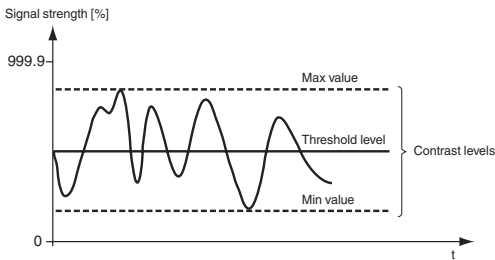 Signal strength [%]
999.9
Max value
Threshold level
Contrast levels
Min value
0
t